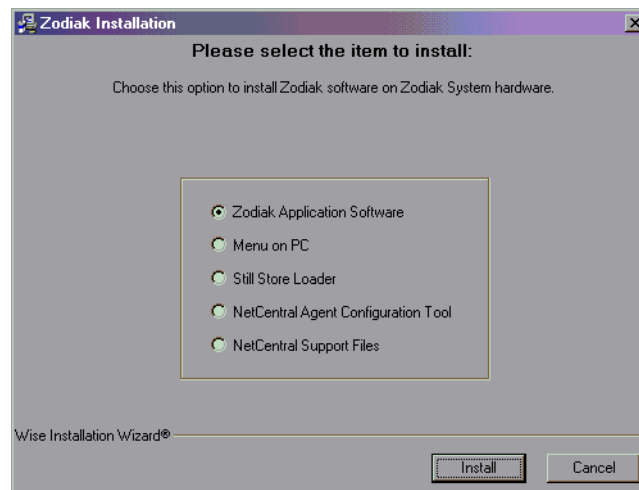 Zodiak Installation
Please select the item to install:
Choose this option to install Zodiak software on Zodiak System hardware.
Zodiak Application Software
Menu on PC
Still Store Loader
NetCentral Agent Configuration Tool
NetCentral Support Files
Wise Installation Wizard®
Install
Cancel